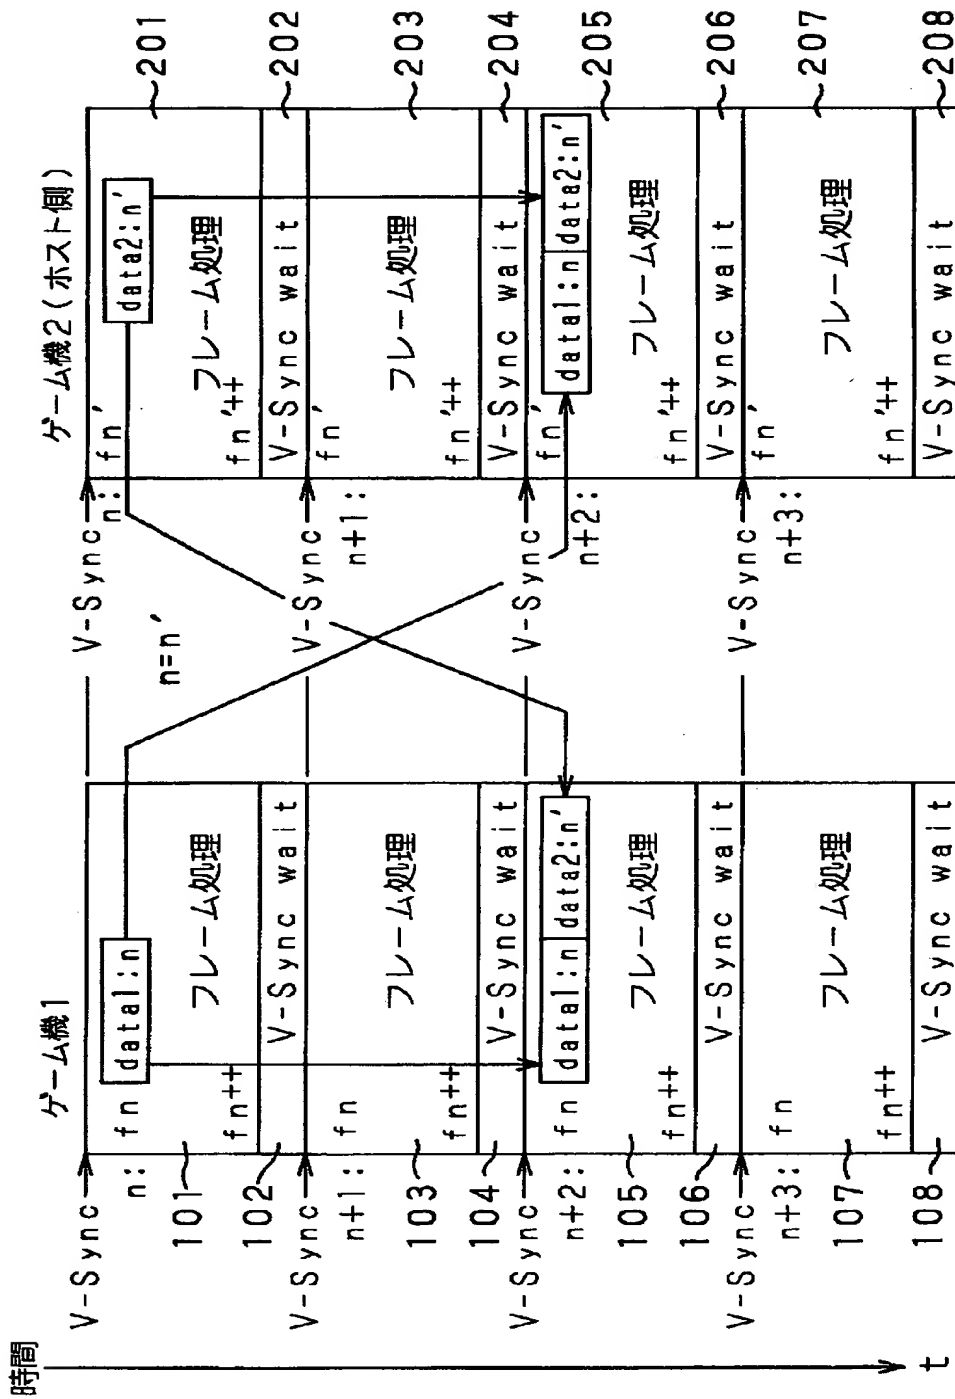 時間
t
ゲーム機1
V-Sync
n: fn
data1:n
フレーム処理
101
fn++
102
V-Sync wait
V-Sync
n+1: fn
フレーム処理
103
fn++
104
V-Sync wait
V-Sync
n+2: fn
data1:n data2:n'
フレーム処理
105
fn++
106
V-Sync wait
V-Sync
n+3: fn
フレーム処理
107
fn++
108
V-Sync wait
n=n'
ゲーム機2(ホスト側)
V-Sync
n: fn'
data2:n'
フレーム処理
201
fn'++
V-Sync wait
202
V-Sync
n+1: fn'
フレーム処理
203
fn'++
V-Sync wait
204
V-Sync
n+2: fn'
data1:n data2:n'
フレーム処理
205
fn'++
V-Sync wait
206
V-Sync
n+3: fn'
フレーム処理
207
fn'++
V-Sync wait
208